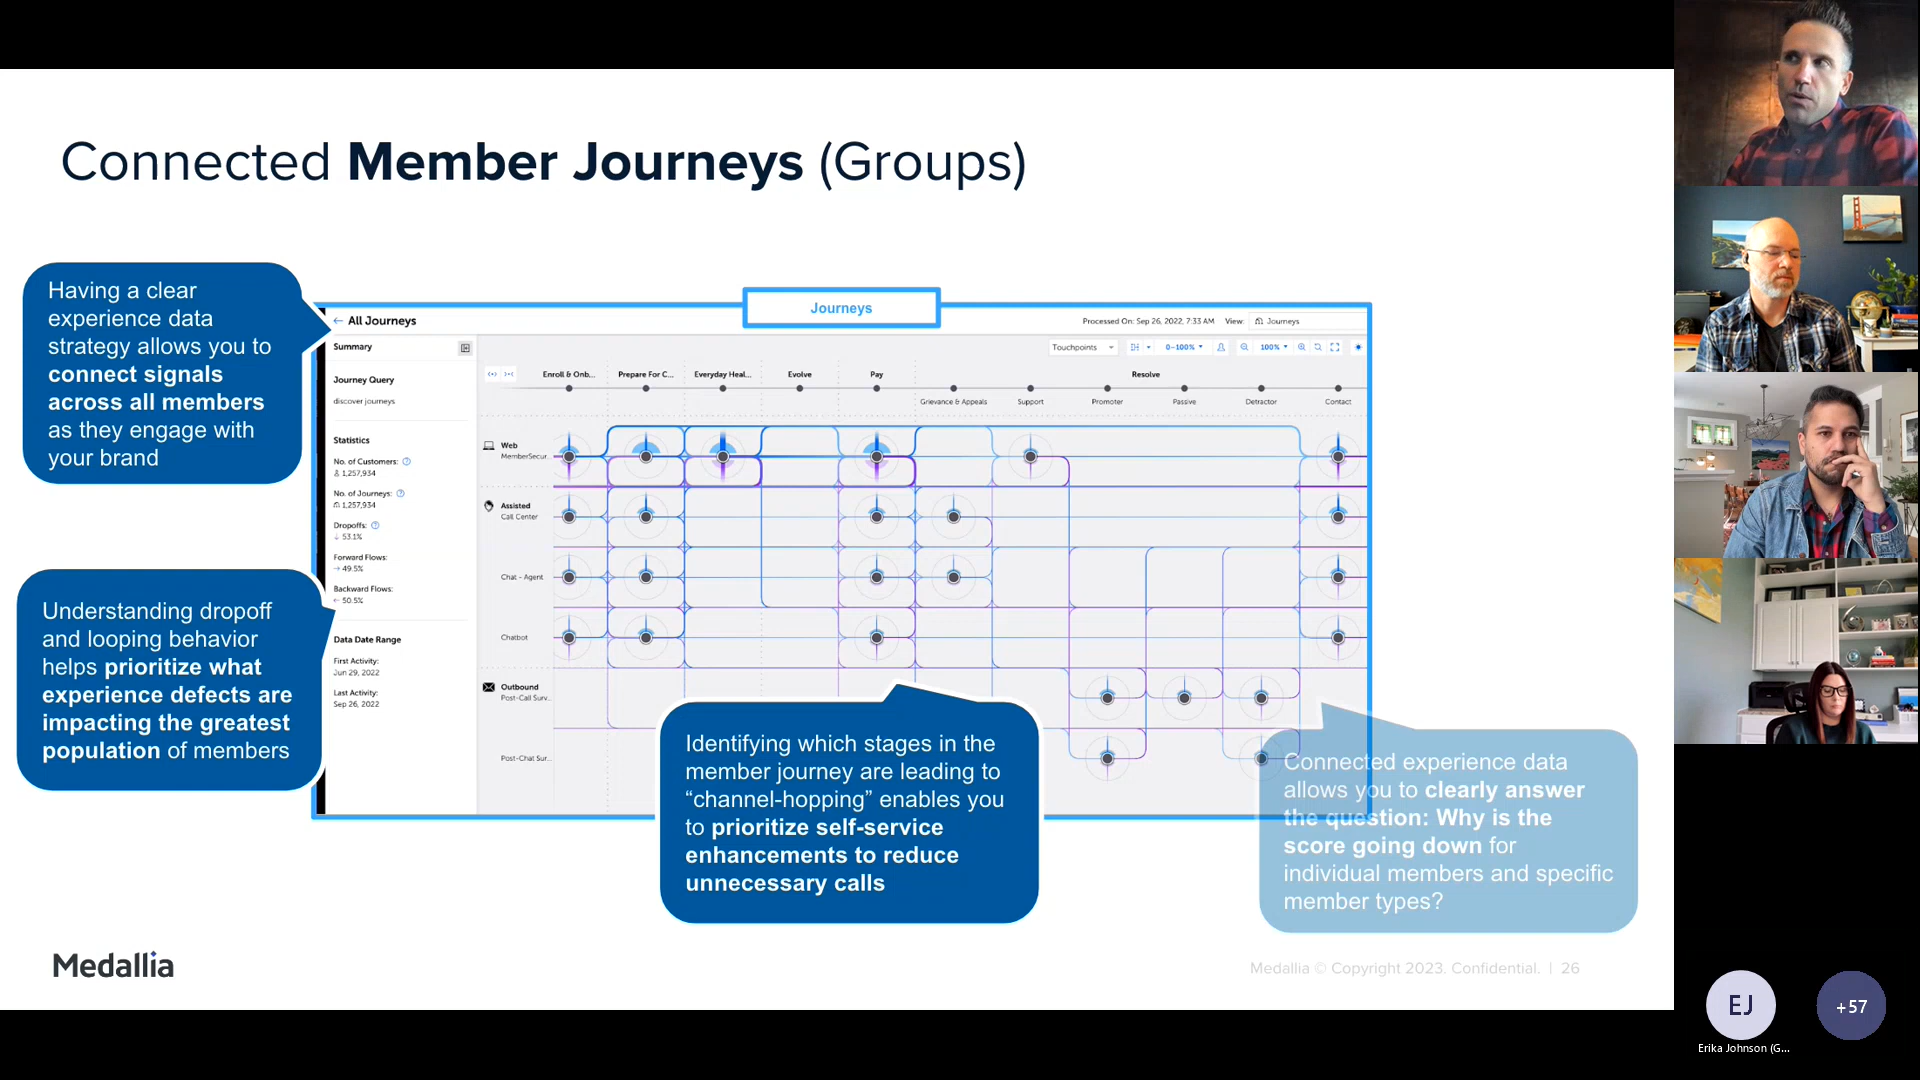 Connected Member Journeys (Groups)
Having a clear
experience data
strategy allows you to
connect signals
across all members
as they engage with
your brand
Understanding dropoff
and looping behavior
helps prioritize what
experience defects are
impacting the greatest
population of members
Journeys
← All Journeys
Processed On: Sep 26, 2022, 7:33 AM View: Journeys
Summary
Touchpoints
0–100%
100%
Journey Query
discover journeys
Statistics
No. of Customers:
1,257,934
No. of Journeys:
1,257,934
Dropoffs:
↓ 53.1%
Forward Flows:
→ 49.5%
Backward Flows:
← 50.5%
Data Date Range
First Activity:
Jun 29, 2022
Last Activity:
Sep 26, 2022
Enroll & Onb... Prepare For C... Everyday Heal... Evolve Pay Resolve
Grievance & Appeals Support Promoter Passive Detractor Contact
Web
MemberSecur...
Assisted
Call Center
Chat - Agent
Chatbot
Outbound
Post-Call Surv...
Post-Chat Sur...
Identifying which stages in the
member journey are leading to
“channel-hopping” enables you
to prioritize self-service
enhancements to reduce
unnecessary calls
Connected experience data
allows you to clearly answer
the question: Why is the
score going down for
individual members and specific
member types?
Medallia
Medallia © Copyright 2023. Confidential. | 26
EJ
+57
Erika Johnson (G...